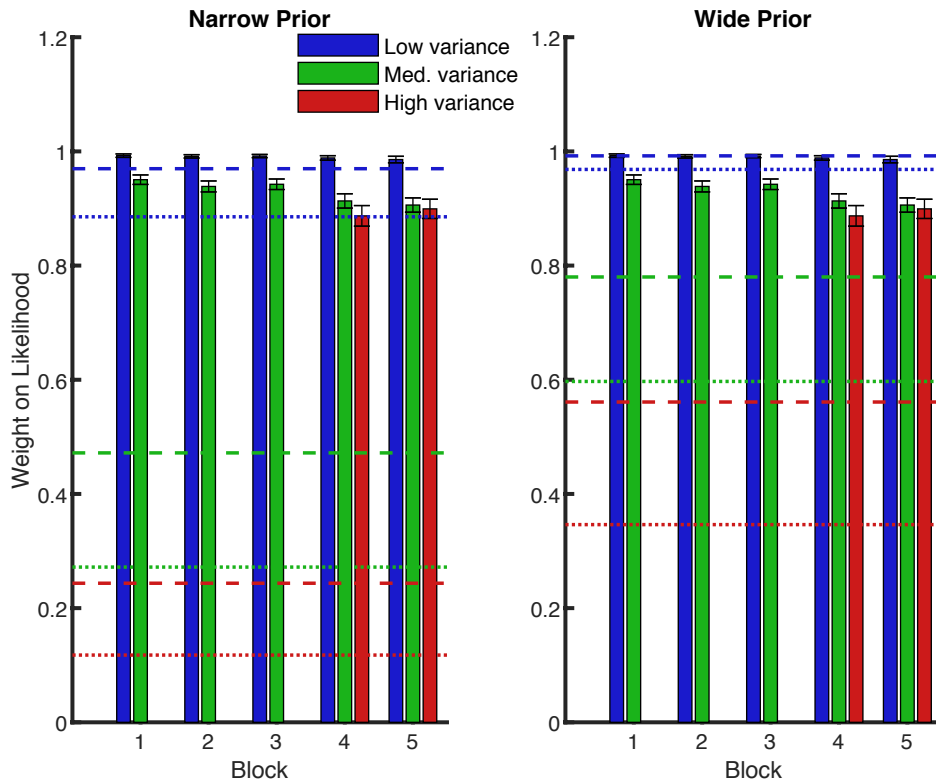 Narrow Prior
Wide Prior
Low variance
Med. variance
High variance
Weight on Likelihood
1.2
1
0.8
0.6
0.4
0.2
0
1 2 3 4 5
Block
1.2
1
0.8
0.6
0.4
0.2
0
1 2 3 4 5
Block